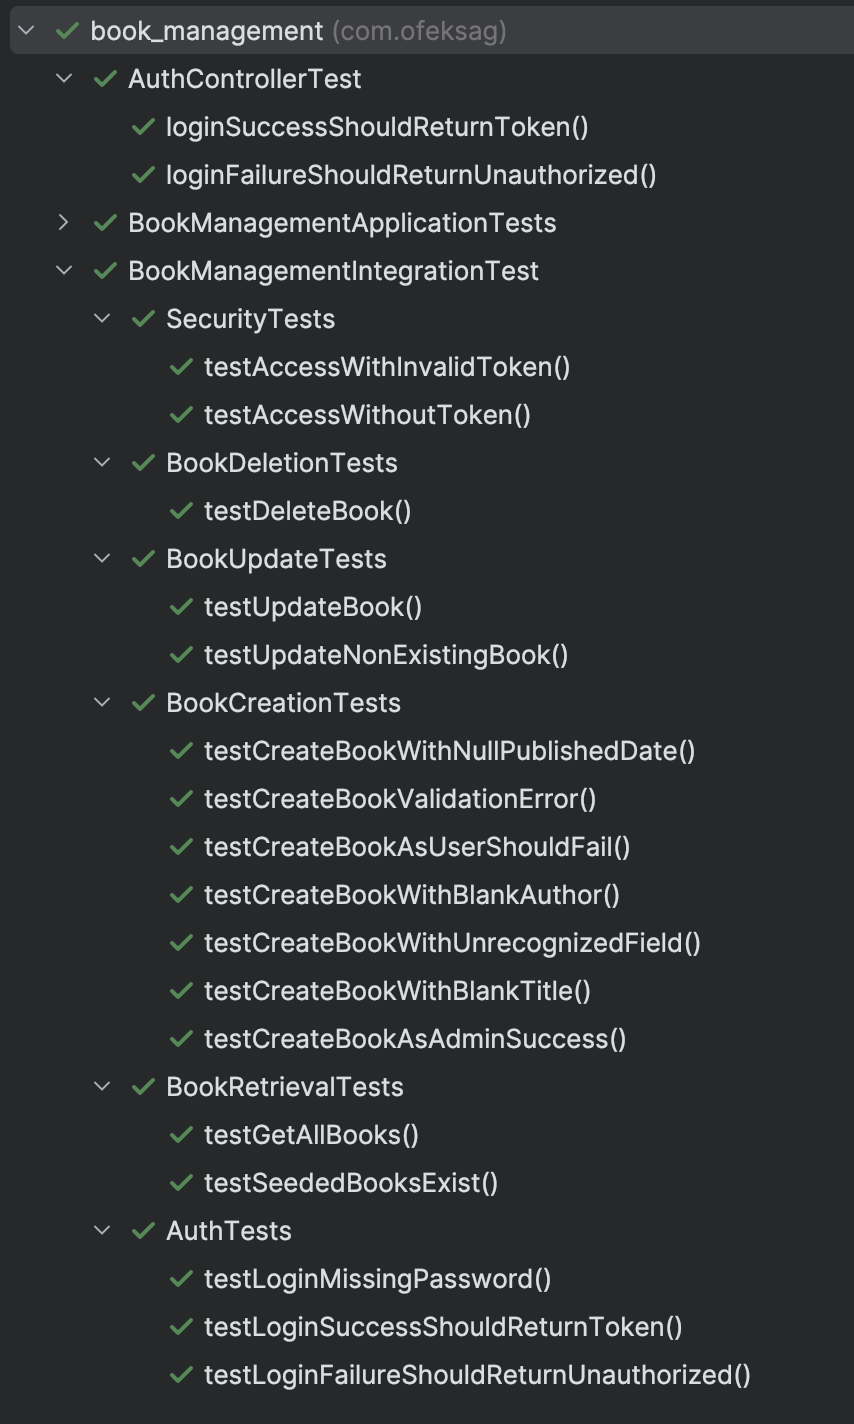 book_management (com.ofeksag)
AuthControllerTest
loginSuccessShouldReturnToken()
loginFailureShouldReturnUnauthorized()
BookManagementApplicationTests
BookManagementIntegrationTest
SecurityTests
testAccessWithInvalidToken()
testAccessWithoutToken()
BookDeletionTests
testDeleteBook()
BookUpdateTests
testUpdateBook()
testUpdateNonExistingBook()
BookCreationTests
testCreateBookWithNullPublishedDate()
testCreateBookValidationError()
testCreateBookAsUserShouldFail()
testCreateBookWithBlankAuthor()
testCreateBookWithUnrecognizedField()
testCreateBookWithBlankTitle()
testCreateBookAsAdminSuccess()
BookRetrievalTests
testGetAllBooks()
testSeededBooksExist()
AuthTests
testLoginMissingPassword()
testLoginSuccessShouldReturnToken()
testLoginFailureShouldReturnUnauthorized()